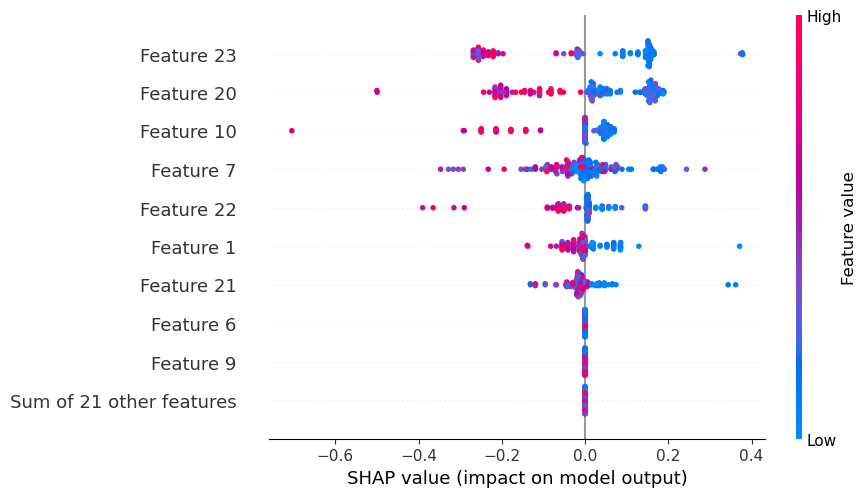 High
Feature 23
Feature 20
Feature 10
Feature 7
Feature 22
Feature 1
Feature 21
Feature 6
Feature 9
Sum of 21 other features
Feature value
Low
−0.6 −0.4 −0.2 0.0 0.2 0.4
SHAP value (impact on model output)